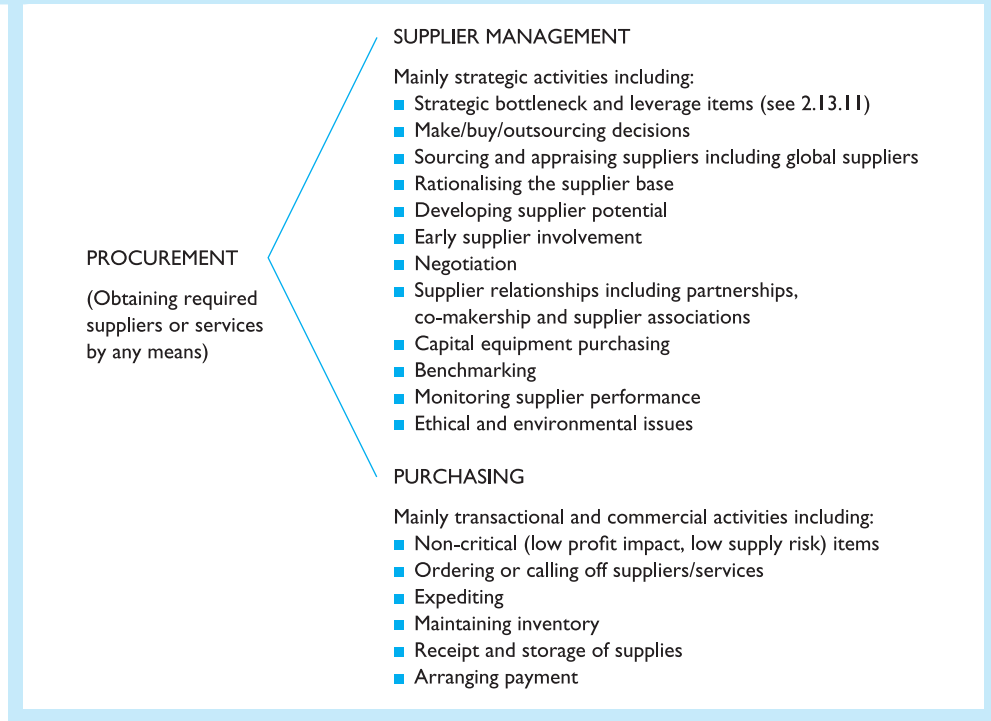 SUPPLIER MANAGEMENT
Mainly strategic activities including:
■ Strategic bottleneck and leverage items (see 2.13.11)
■ Make/buy/outsourcing decisions
■ Sourcing and appraising suppliers including global suppliers
■ Rationalising the supplier base
■ Developing supplier potential
■ Early supplier involvement
■ Negotiation
■ Supplier relationships including partnerships,
co-makership and supplier associations
■ Capital equipment purchasing
■ Benchmarking
■ Monitoring supplier performance
■ Ethical and environmental issues
PROCUREMENT
(Obtaining required
suppliers or services
by any means)
PURCHASING
Mainly transactional and commercial activities including:
■ Non-critical (low profit impact, low supply risk) items
■ Ordering or calling off suppliers/services
■ Expediting
■ Maintaining inventory
■ Receipt and storage of supplies
■ Arranging payment